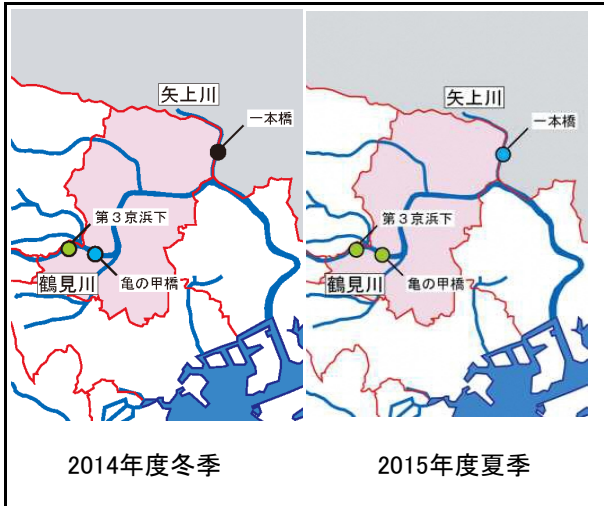 矢上川
一本橋
第３京浜下
鶴見川
亀の甲橋
2014年度冬季
矢上川
一本橋
第３京浜下
鶴見川
亀の甲橋
2015年度夏季